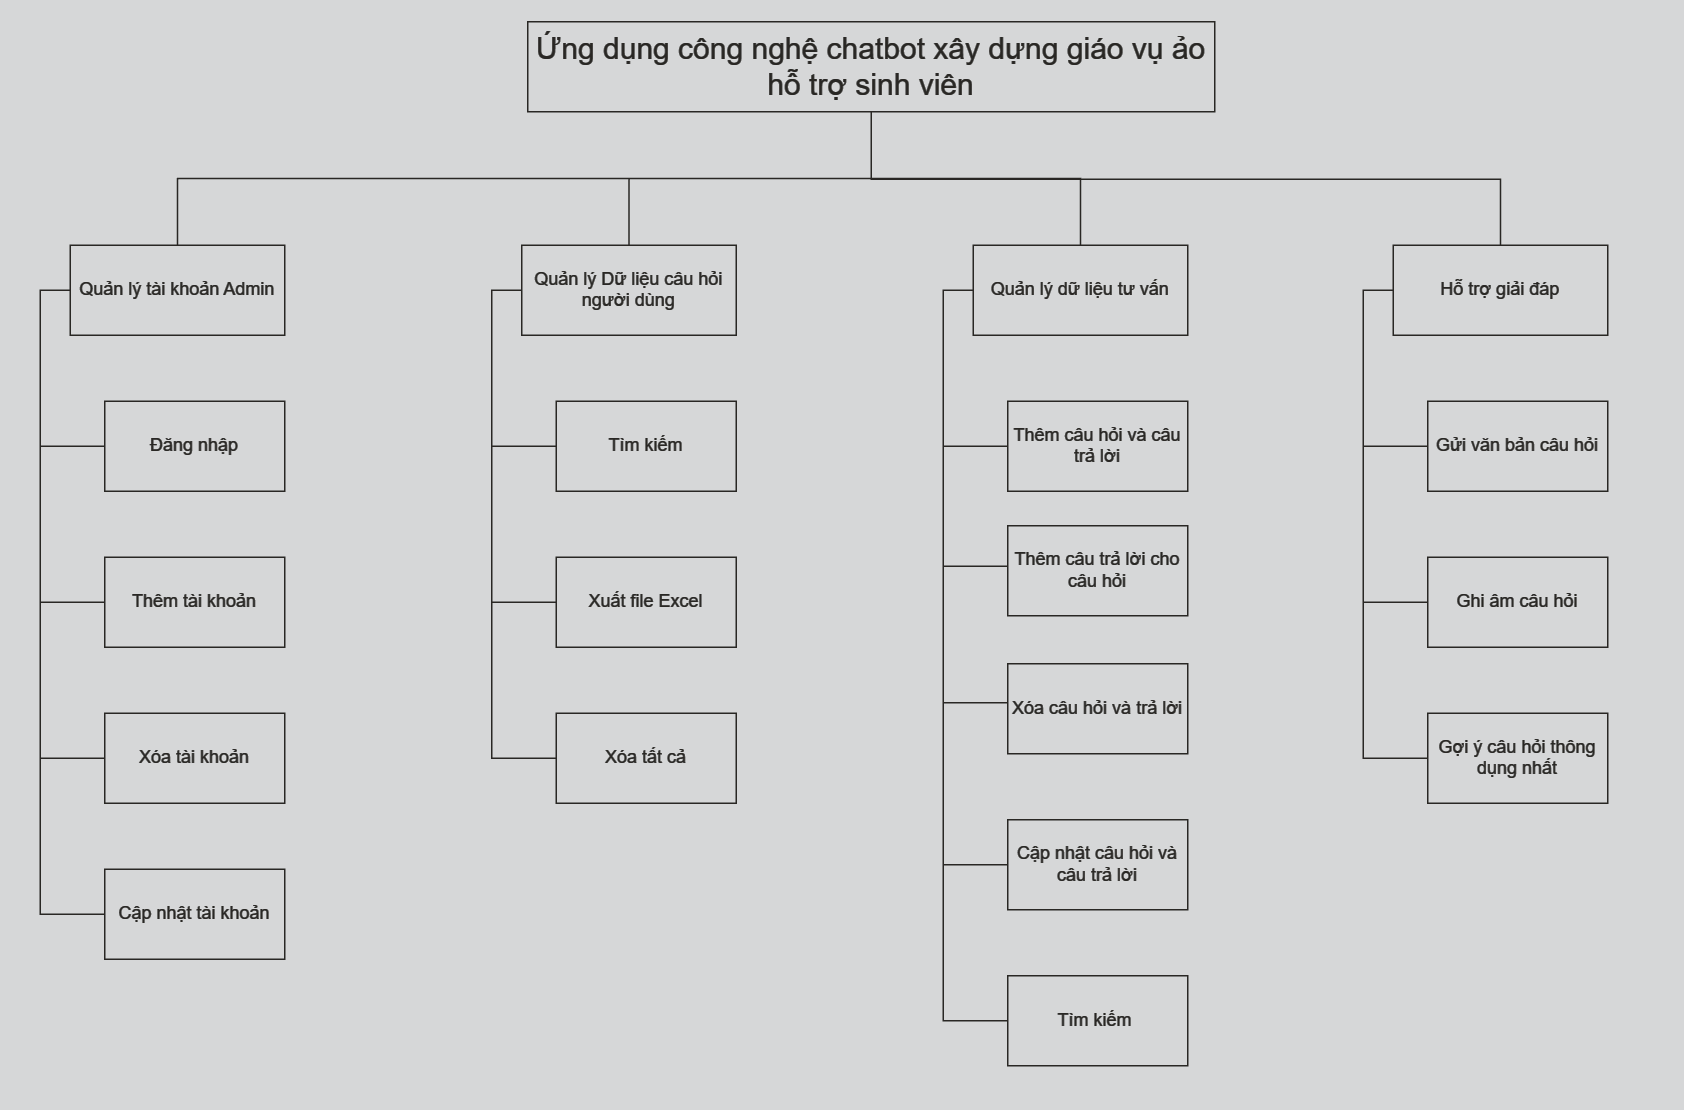 Ứng dụng công nghệ chatbot xây dựng giáo vụ ảo
hỗ trợ sinh viên
Quản lý tài khoản Admin
Đăng nhập
Thêm tài khoản
Xóa tài khoản
Cập nhật tài khoản
Quản lý Dữ liệu câu hỏi
người dùng
Tìm kiếm
Xuất file Excel
Xóa tất cả
Quản lý dữ liệu tư vấn
Thêm câu hỏi và câu
trả lời
Thêm câu trả lời cho
câu hỏi
Xóa câu hỏi và trả lời
Cập nhật câu hỏi và
câu trả lời
Tìm kiếm
Hỗ trợ giải đáp
Gửi văn bản câu hỏi
Ghi âm câu hỏi
Gợi ý câu hỏi thông
dụng nhất